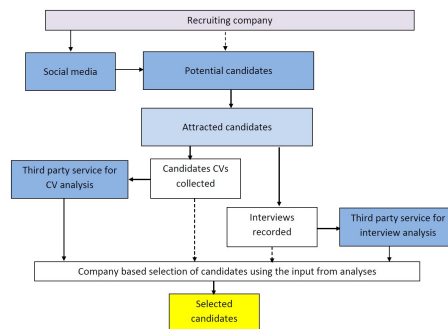 Recruiting company
Social media
Potential candidates
Attracted candidates
Third party service for
CV analysis
Candidates CVs
collected
Interviews
recorded
Third party service for
interview analysis
Company based selection of candidates using the input from analyses
Selected
candidates